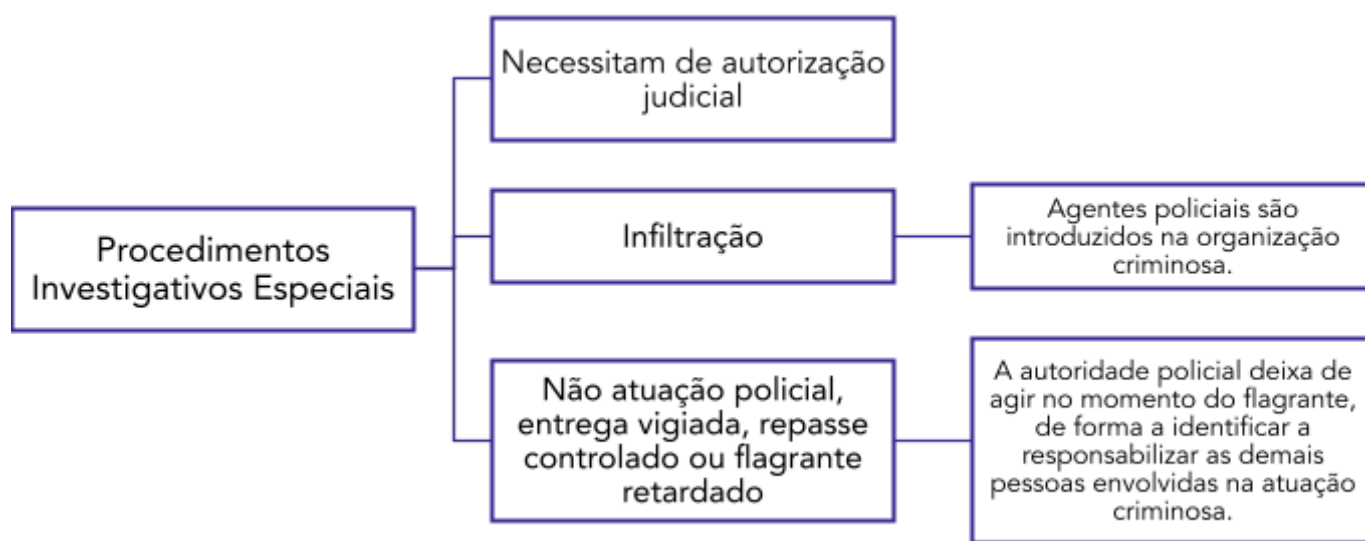 Necessitam de autorização
judicial
Procedimentos
Investigativos Especiais
Infiltração
Agentes policiais são
introduzidos na organização
criminosa.
Não atuação policial,
entrega vigiada, repasse
controlado ou flagrante
retardado
A autoridade policial deixa de
agir no momento do flagrante,
de forma a identificar a
responsabilizar as demais
pessoas envolvidas na atuação
criminosa.